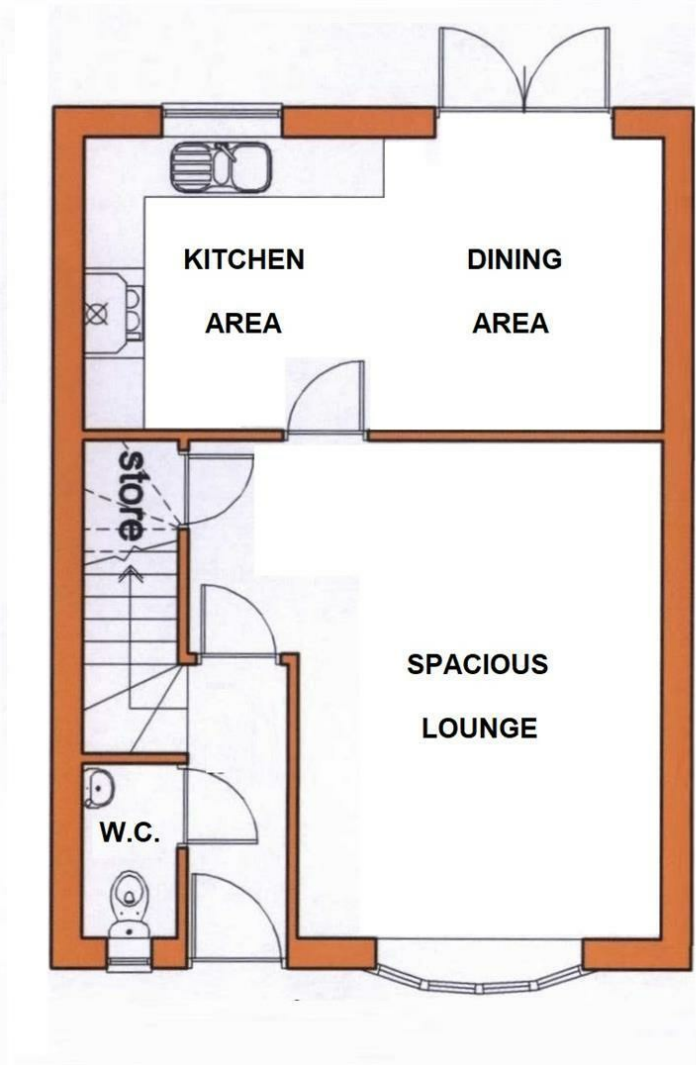 KITCHEN
AREA
DINING
AREA
store
SPACIOUS
LOUNGE
W.C.